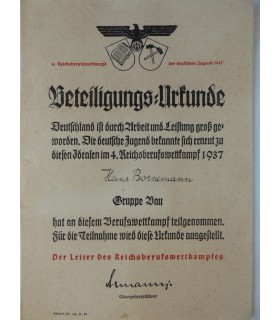 4. Reichsberufswettkampf der deutschen Jugend 1937
Beteiligungs-Urkunde
Deutschland ist durch Arbeit und Leistung groß ge-
worden. Die deutsche Jugend bekannte sich erneut zu
diesen Idealen im 4. Reichsberufswettkampf 1937
Hans Bornemann
Gruppe Bau
hat an diesem Berufswettkampf teilgenommen.
Für die Teilnahme wird diese Urkunde ausgestellt.
Der Leiter des Reichsberufswettkampfes
Obergebietsführer